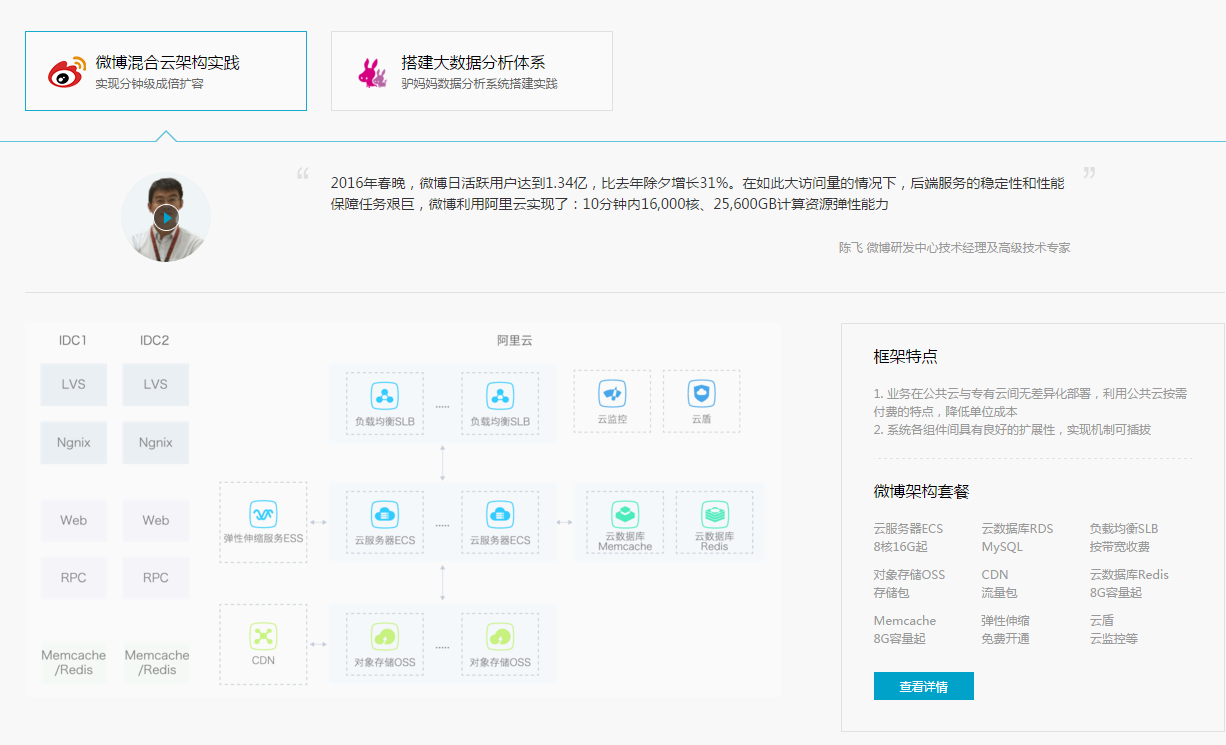 微博混合云架构实践
实现分钟级成倍扩容
搭建大数据分析体系
驴妈妈数据分析系统搭建实践
“
2016年春晚，微博日活跃用户达到1.34亿，比去年除夕增长31%。在如此大访问量的情况下，后端服务的稳定性和性能
保障任务艰巨，微博利用阿里云实现了：10分钟内16,000核、25,600GB计算资源弹性能力
”
陈飞 微博研发中心技术经理及高级技术专家
IDC1
IDC2
阿里云
LVS
LVS
Ngnix
Ngnix
Web
Web
RPC
RPC
Memcache
/Redis
Memcache
/Redis
负载均衡SLB
.....
负载均衡SLB
云监控
云盾
弹性伸缩服务ESS
云服务器ECS
.....
云服务器ECS
云数据库
Memcache
云数据库
Redis
CDN
对象存储OSS
.....
对象存储OSS
框架特点
1. 业务在公共云与专有云间无差异化部署，利用公共云按需
付费的特点，降低单位成本
2. 系统各组件间具有良好的扩展性，实现机制可插拔
微博架构套餐
云服务器ECS
8核16G起
云数据库RDS
MySQL
负载均衡SLB
按带宽收费
对象存储OSS
存储包
CDN
流量包
云数据库Redis
8G容量起
Memcache
8G容量起
弹性伸缩
免费开通
云盾
云监控等
查看详情